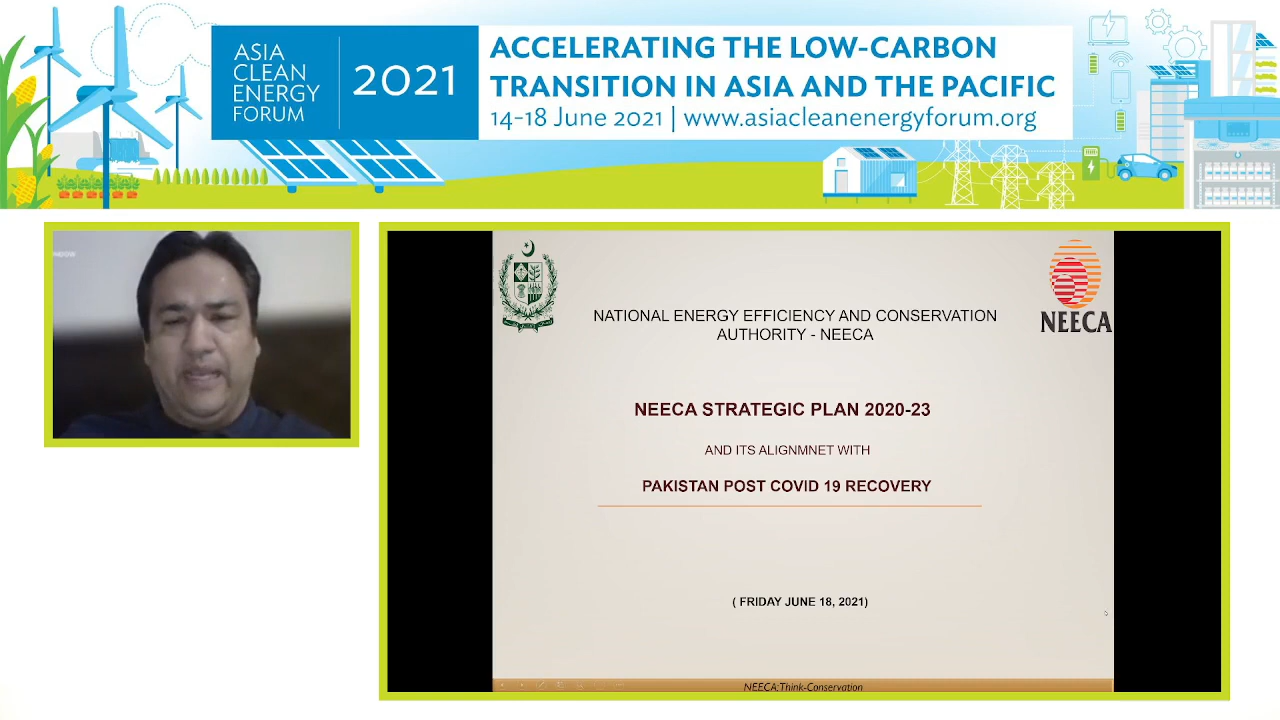 ASIA
CLEAN
ENERGY
FORUM
2021
ACCELERATING THE LOW-CARBON
TRANSITION IN ASIA AND THE PACIFIC
14-18 June 2021 | www.asiacleanenergyforum.org
NEECA
NATIONAL ENERGY EFFICIENCY AND CONSERVATION
AUTHORITY - NEECA
NEECA STRATEGIC PLAN 2020-23
AND ITS ALIGNMNET WITH
PAKISTAN POST COVID 19 RECOVERY
( FRIDAY JUNE 18, 2021)
NEECA:Think-Conservation